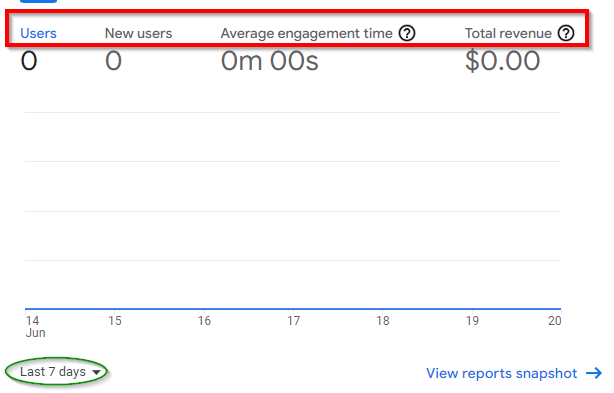 Users New users Average engagement time ? Total revenue ?
0 0 0m 00s $0.00
14 15 16 17 18 19 20
Jun
Last 7 days View reports snapshot →